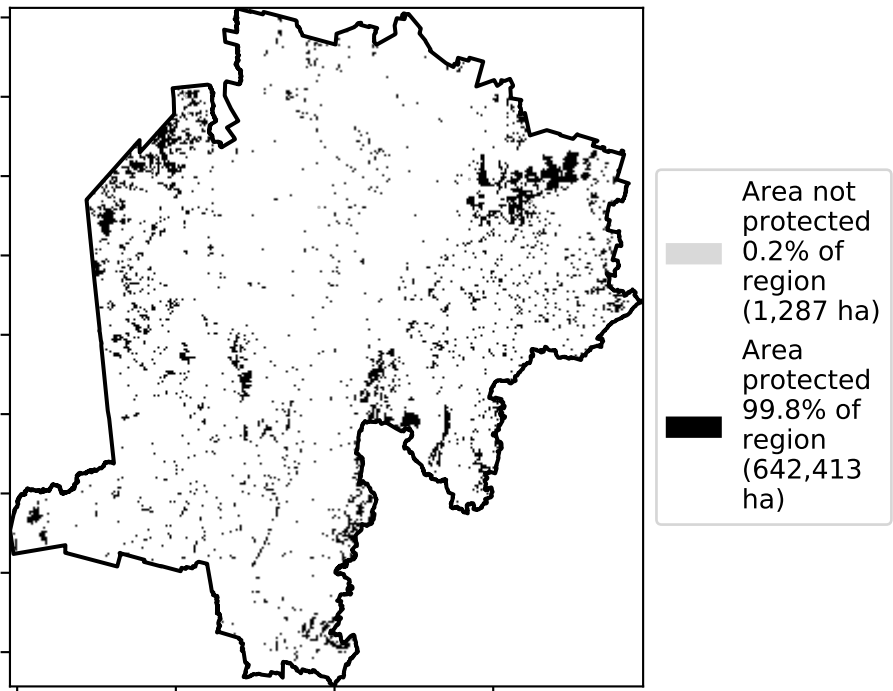 Area not
protected
0.2% of
region
(1,287 ha)
Area
protected
99.8% of
region
(642,413
ha)